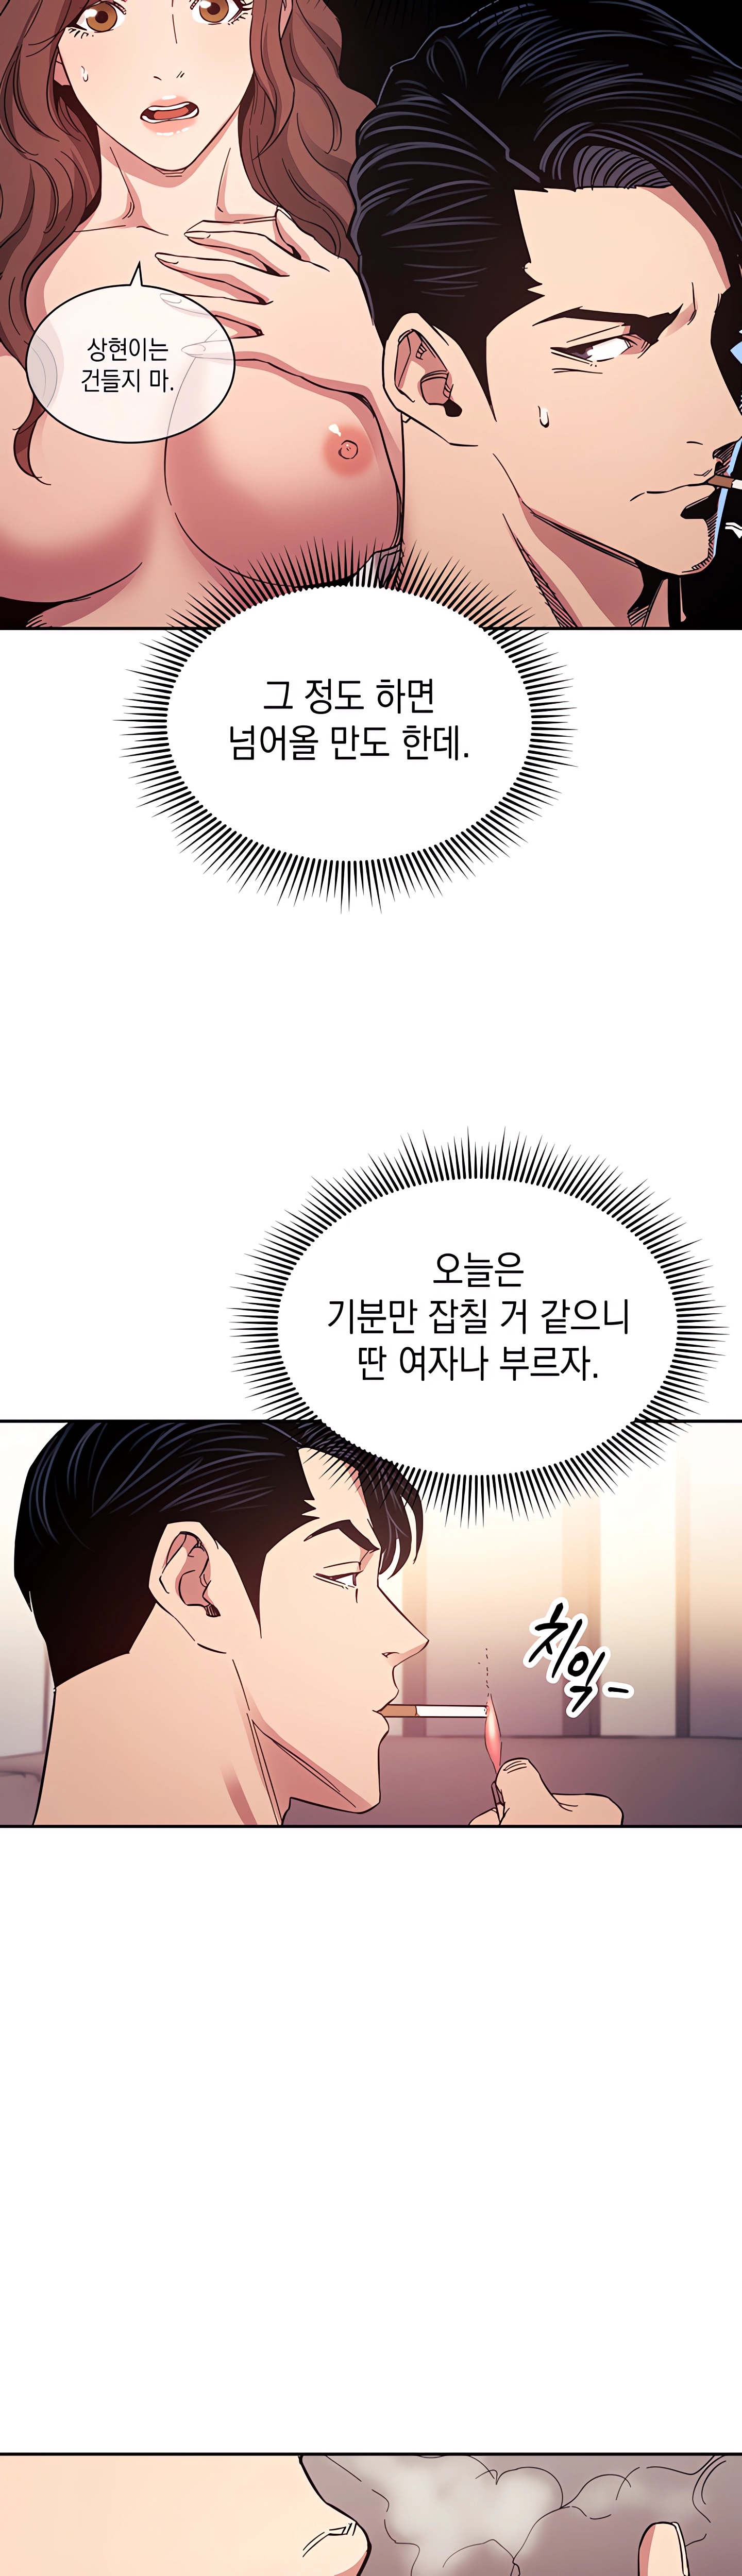 상현이는
건들지 마.
그 정도 하면
넘어올 만도 한데.
오늘은
기분만 잡칠 거 같으니
딴 여자나 부르자.
치익-